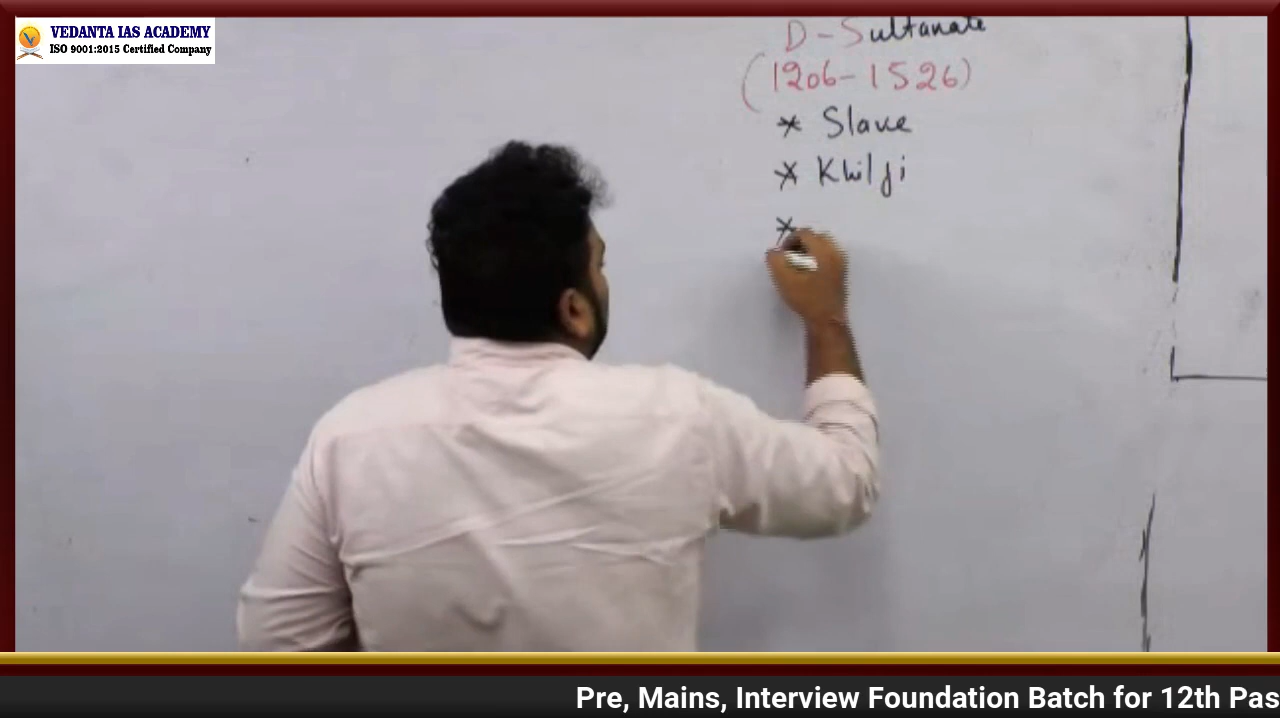 VEDANTA IAS ACADEMY
ISO 9001:2015 Certified Company
D - Sultanate
(1206-1526)
* Slave
* Khilji
*
Pre, Mains, Interview Foundation Batch for 12th Pas